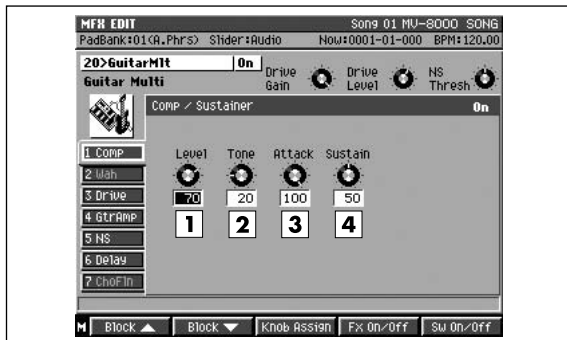 MFX EDIT Song 01 MV-8000 SONG
PadBank:01(A.Phrs) Slider:Audio Now:0001-01-000 BPM:120.00
20>GuitarMlt On
Guitar Multi
Drive Gain
Drive Level
NS Thresh
Comp / Sustainer On
1 Comp
2 Wah
3 Drive
4 GtrAmp
5 NS
6 Delay
7 ChoFln
Level Tone Attack Sustain
70 20 100 50
1 2 3 4
M Block ▲ Block ▼ Knob Assign FX On/Off SW On/Off